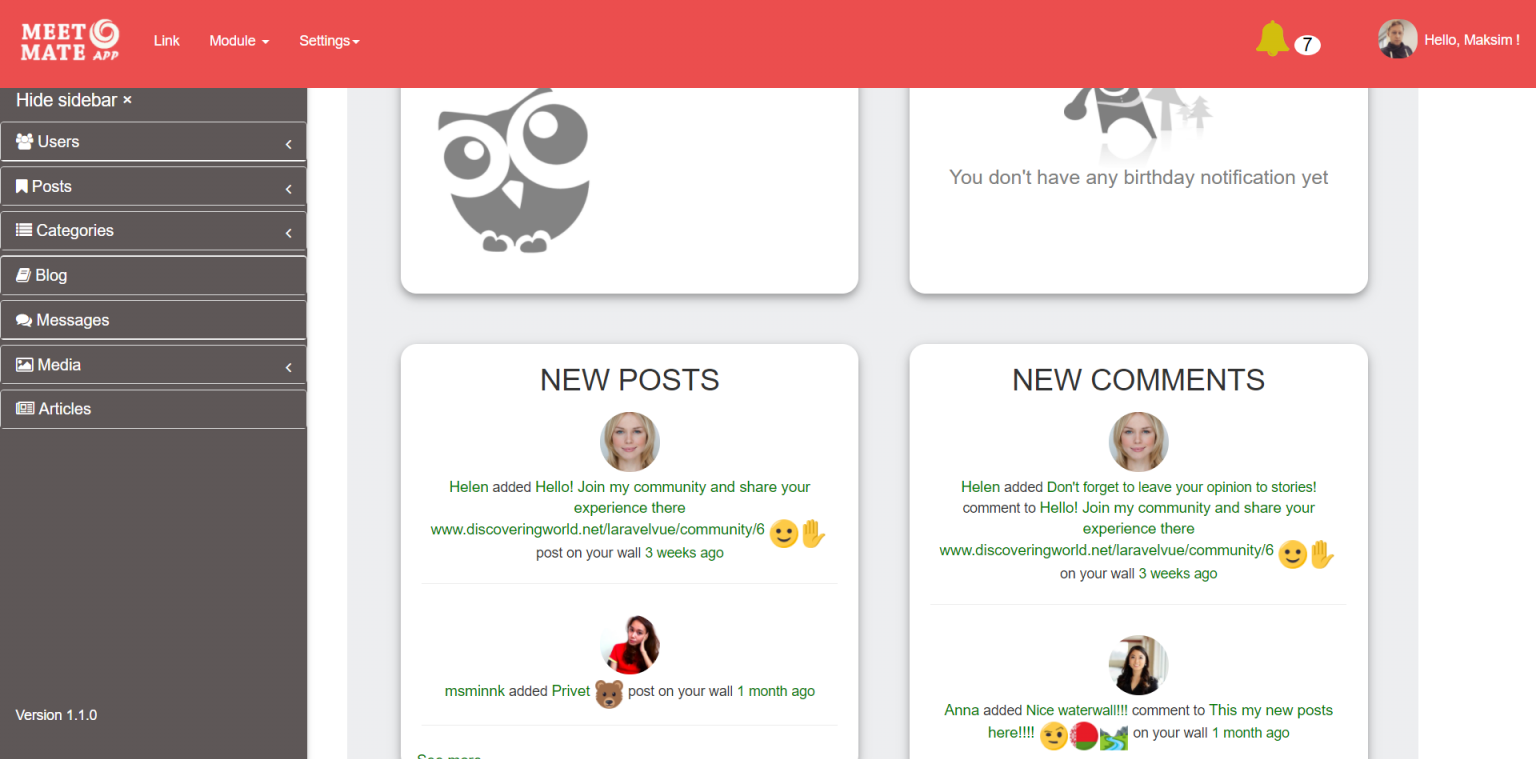 MEET
MATE APP
Link
Module
Settings
7
Hello, Maksim !
Hide sidebar ×
Users
Posts
Categories
Blog
Messages
Media
Articles
Version 1.1.0
You don't have any birthday notification yet
NEW POSTS
Helen added Hello! Join my community and share your
experience there
www.discoveringworld.net/laravelvue/community/6 🙂✋
post on your wall 3 weeks ago
msminnk added Privet 🐻 post on your wall 1 month ago
See more
NEW COMMENTS
Helen added Don't forget to leave your opinion to stories!
comment to Hello! Join my community and share your
experience there
www.discoveringworld.net/laravelvue/community/6 🙂✋
on your wall 3 weeks ago
Anna added Nice waterwall!!! comment to This my new posts
here!!!! 🤨🇧🇾🏞️ on your wall 1 month ago